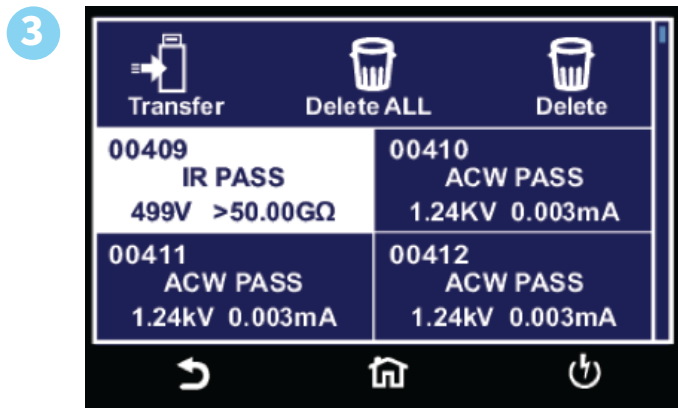 3
Transfer
Delete ALL
Delete
00409
IR PASS
499V >50.00GΩ
00410
ACW PASS
1.24KV 0.003mA
00411
ACW PASS
1.24kV 0.003mA
00412
ACW PASS
1.24kV 0.003mA